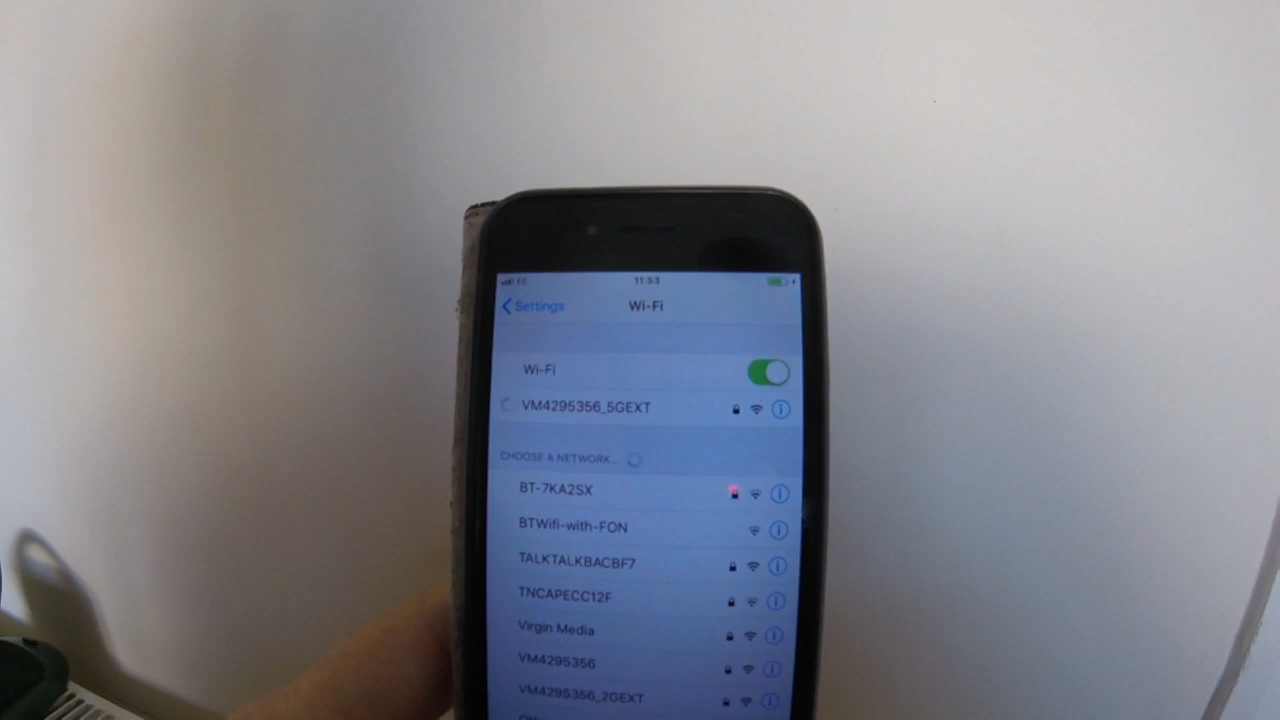 EE 11:53
Settings Wi-Fi
Wi-Fi
VM4295356_5GEXT
CHOOSE A NETWORK...
BT-7KA2SX
BTWifi-with-FON
TALKTALKBACBF7
TNCAPECC12F
Virgin Media
VM4295356
VM4295356_2GEXT